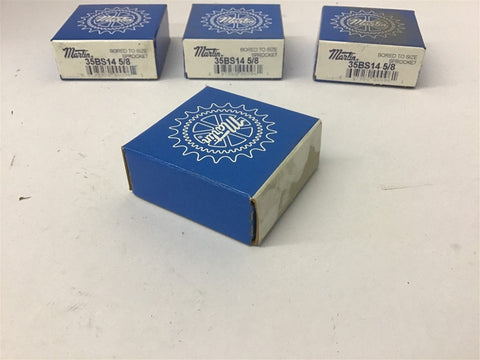 Martin
BORED TO SIZE
SPROCKET
35BS14 5/8
Martin
BORED TO SIZE
SPROCKET
35BS14 5/8
Martin
BORED TO SIZE
SPROCKET
35BS14 5/8
Martin